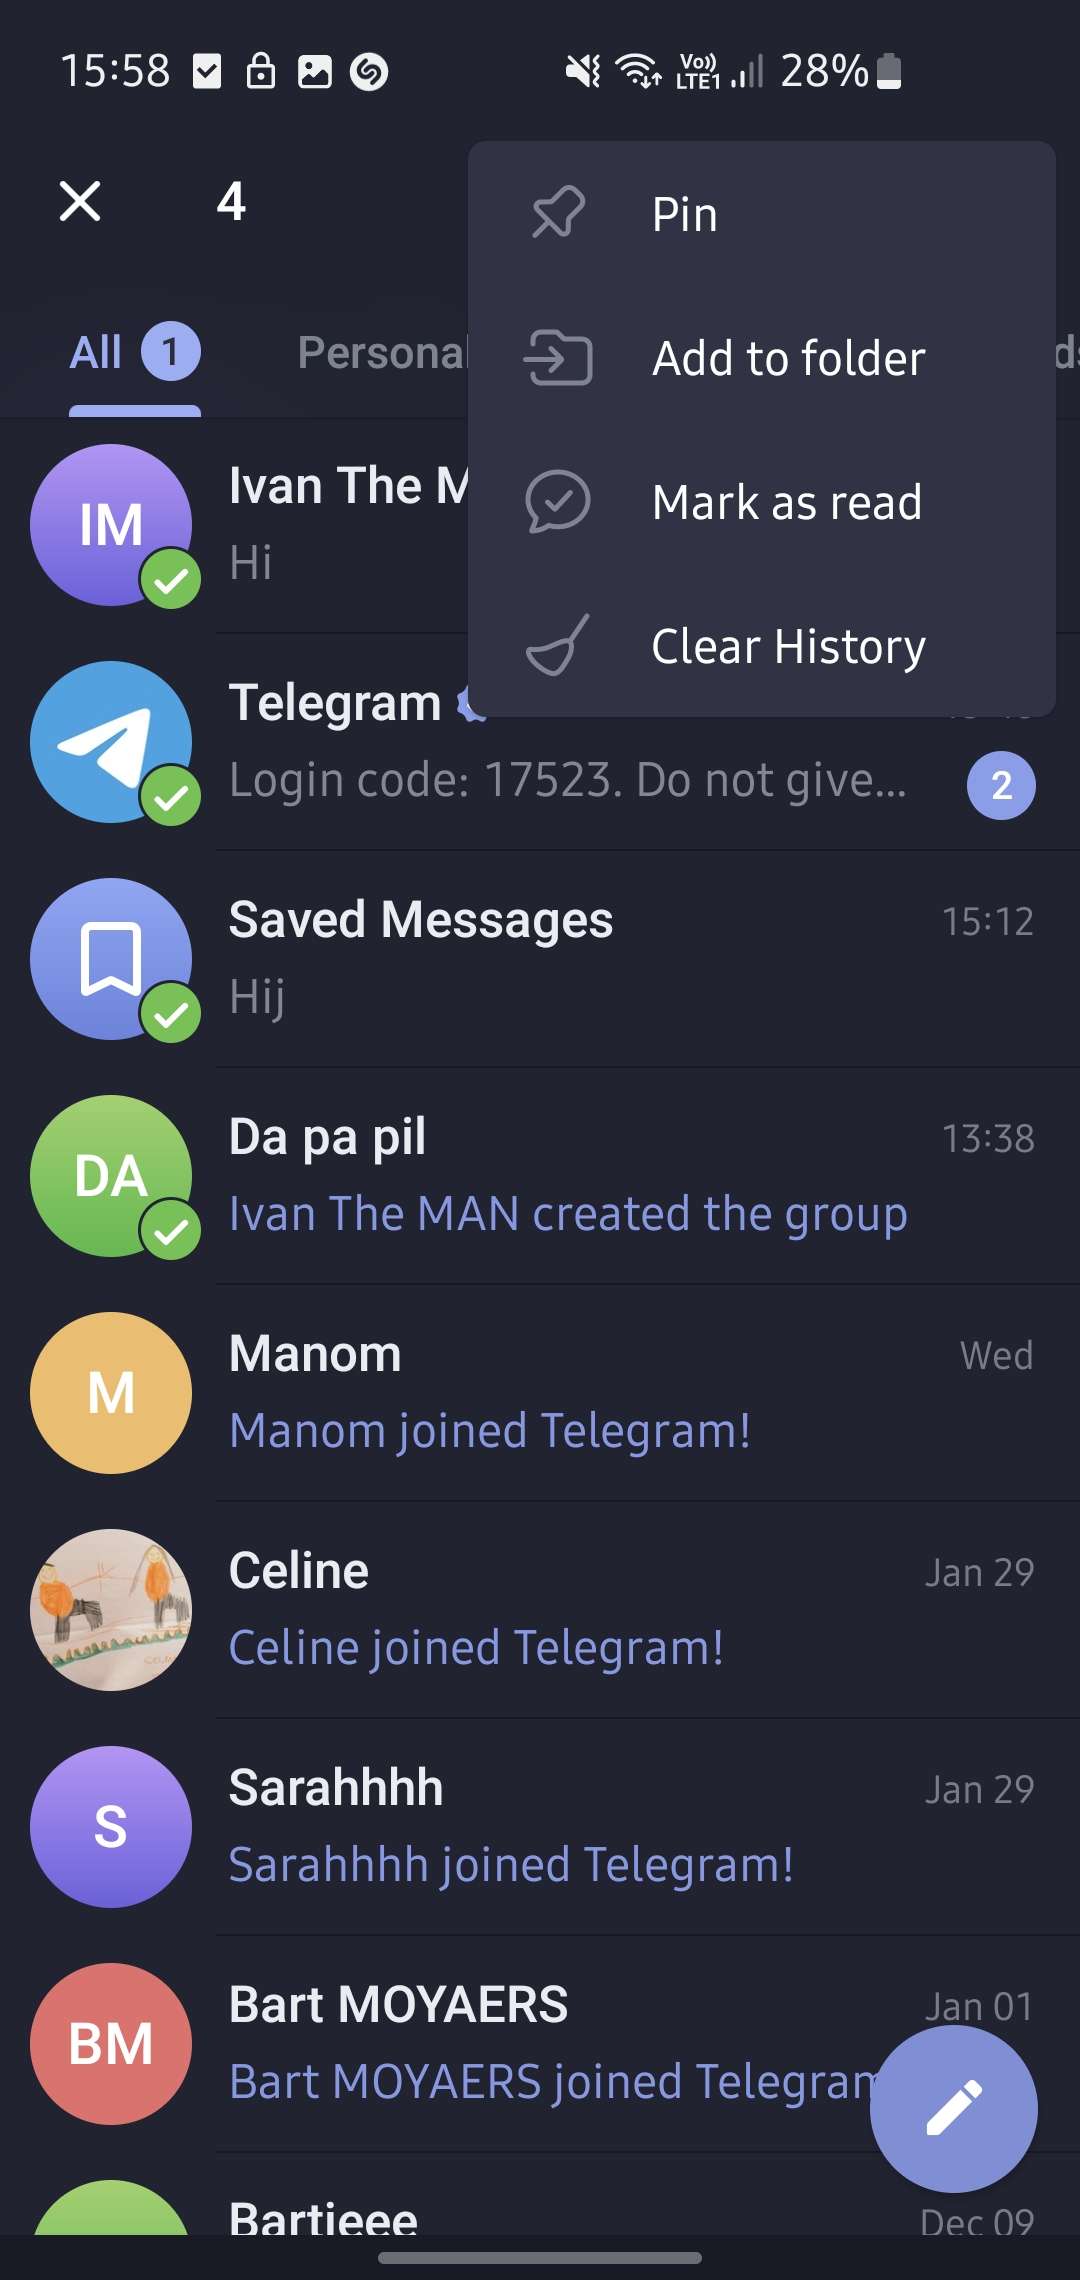 15:58 Vo)) LTE1 28%
4
Pin
Add to folder
Mark as read
Clear History
All 1 Personal
IM
Ivan The M
Hi
Telegram
Login code: 17523. Do not give... 2
Saved Messages 15:12
Hij
DA
Da pa pil 13:38
Ivan The MAN created the group
M
Manom Wed
Manom joined Telegram!
Celine Jan 29
Celine joined Telegram!
S
Sarahhhh Jan 29
Sarahhhh joined Telegram!
BM
Bart MOYAERS Jan 01
Bart MOYAERS joined Telegram
Bartieee Dec 09